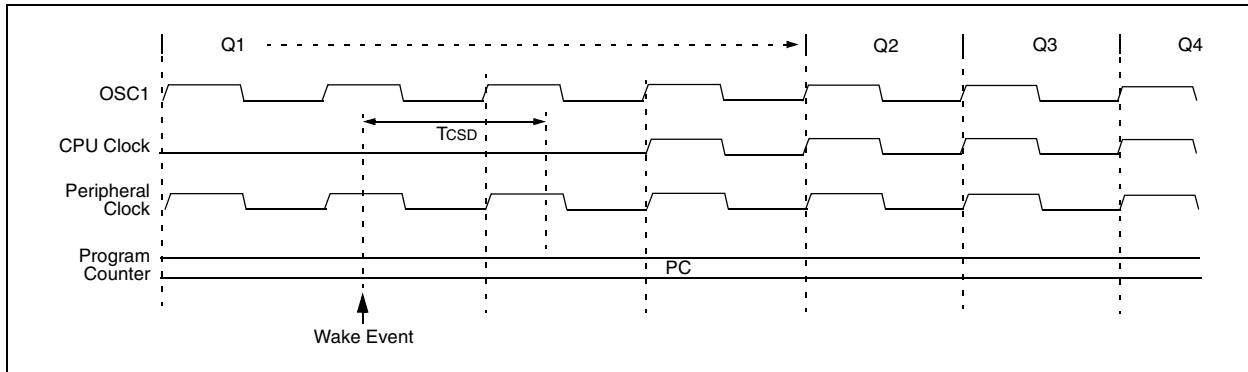 Q1 Q2 Q3 Q4
OSC1
TCSD
CPU Clock
Peripheral
Clock
Program
Counter
PC
Wake Event